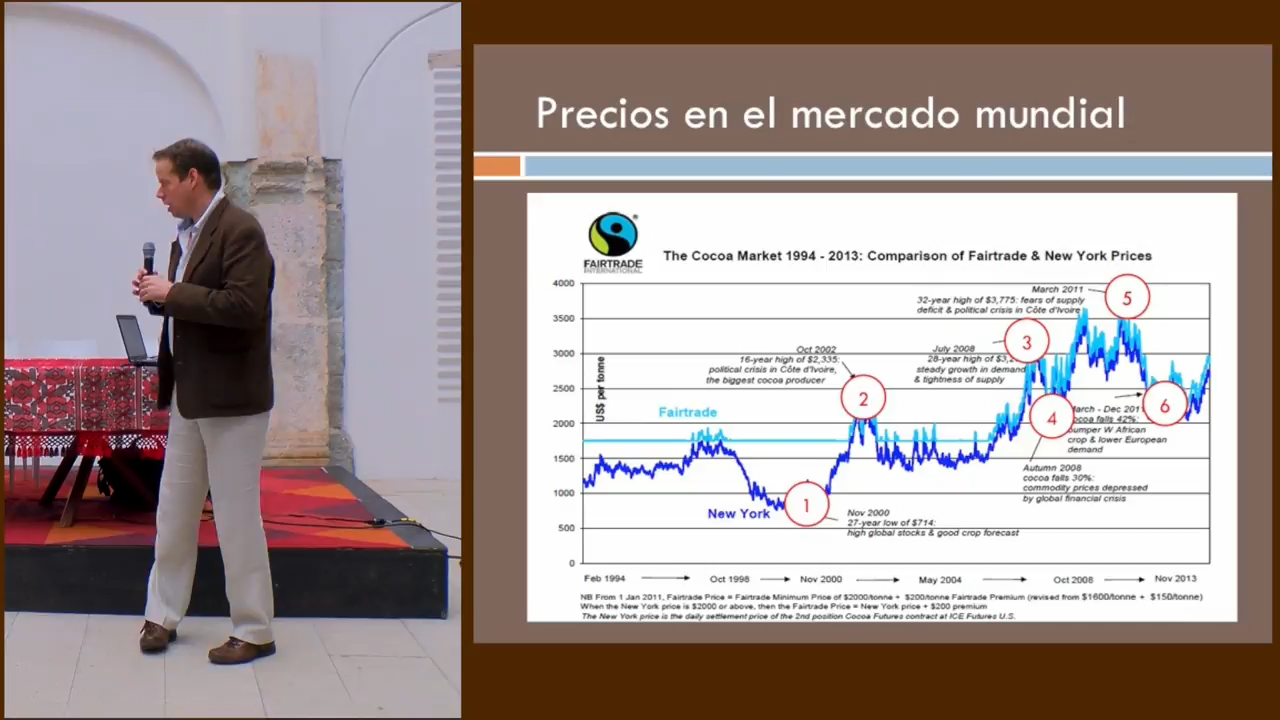 Precios en el mercado mundial
FAIRTRADE
INTERNATIONAL
The Cocoa Market 1994 - 2013: Comparison of Fairtrade & New York Prices
4000
3500
3000
2500
2000
1500
1000
500
0
US$ per tonne
March 2011
32-year high of $3,775: fears of supply
deficit & political crisis in Côte d'Ivoire
5
July 2008
28-year high of
steady growth in demand
& tightness of supply
3
Oct 2002
16-year high of $2,335:
political crisis in Côte d'Ivoire,
the biggest cocoa producer
2
Fairtrade
4
6
March - Dec
cocoa falls 42%:
bumper W African
crop & lower European
demand
Autumn 2008
cocoa falls 30%:
commodity prices depressed
by global financial crisis
New York
1
Nov 2000
27-year low of $714:
high global stocks & good crop forecast
Feb 1994
Oct 1998
Nov 2000
May 2004
Oct 2008
Nov 2013
NB From 1 Jan 2011, Fairtrade Price = Fairtrade Minimum Price of $2000/tonne + $200/tonne Fairtrade Premium (revised from $1600/tonne + $150/tonne)
When the New York price is $2000 or above, then the Fairtrade Price = New York price + $200 premium
The New York price is the daily settlement price of the 2nd position Cocoa Futures contract at ICE Futures U.S.